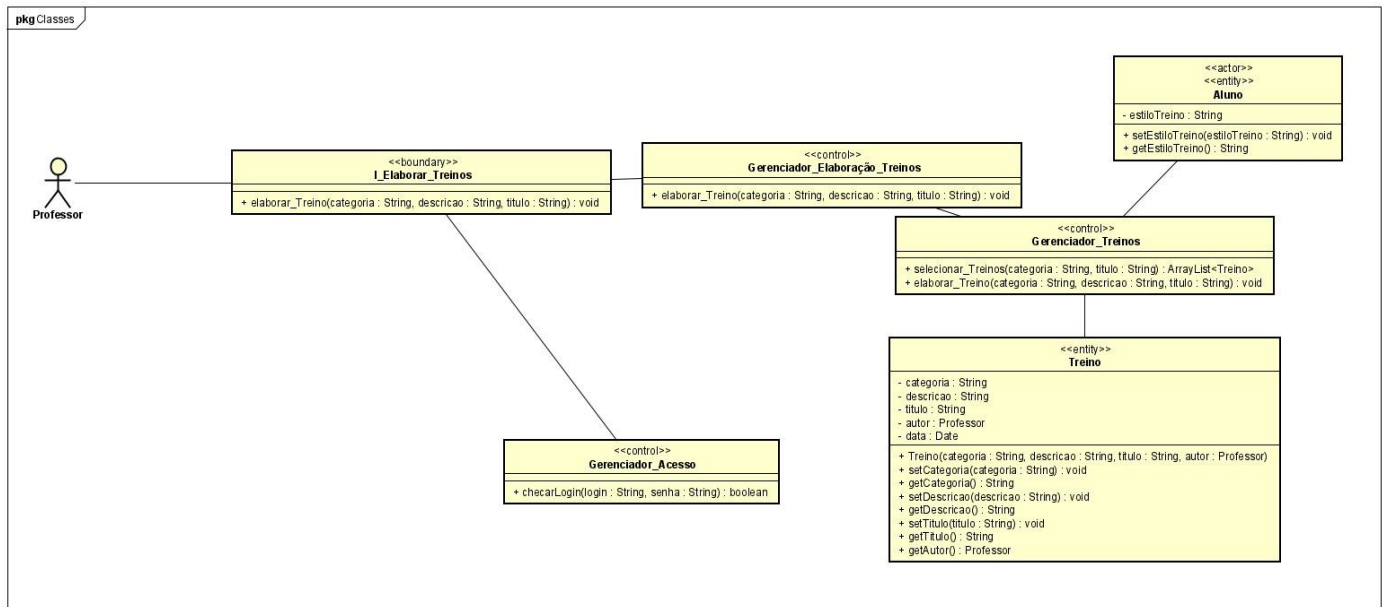 pkg Classes
Professor
<<boundary>>
I_Elaborar_Treinos
+ elaborar_Treino(categoria : String, descricao : String, titulo : String) : void
<<control>>
Gerenciador_Elaboração_Treinos
+ elaborar_Treino(categoria : String, descricao : String, titulo : String) : void
<<actor>>
<<entity>>
Aluno
- estiloTreino : String
+ setEstiloTreino(estiloTreino : String) : void
+ getEstiloTreino() : String
<<control>>
Gerenciador_Treinos
+ selecionar_Treinos(categoria : String, titulo : String) : ArrayList<Treino>
+ elaborar_Treino(categoria : String, descricao : String, titulo : String) : void
<<control>>
Gerenciador_Acesso
+ checarLogin(login : String, senha : String) : boolean
<<entity>>
Treino
- categoria : String
- descricao : String
- titulo : String
- autor : Professor
- data : Date
+ Treino(categoria : String, descricao : String, titulo : String, autor : Professor)
+ setCategoria(categoria : String) : void
+ getCategoria() : String
+ setDescricao(descricao : String) : void
+ getDescricao() : String
+ setTitulo(titulo : String) : void
+ getTitulo() : String
+ getAutor() : Professor